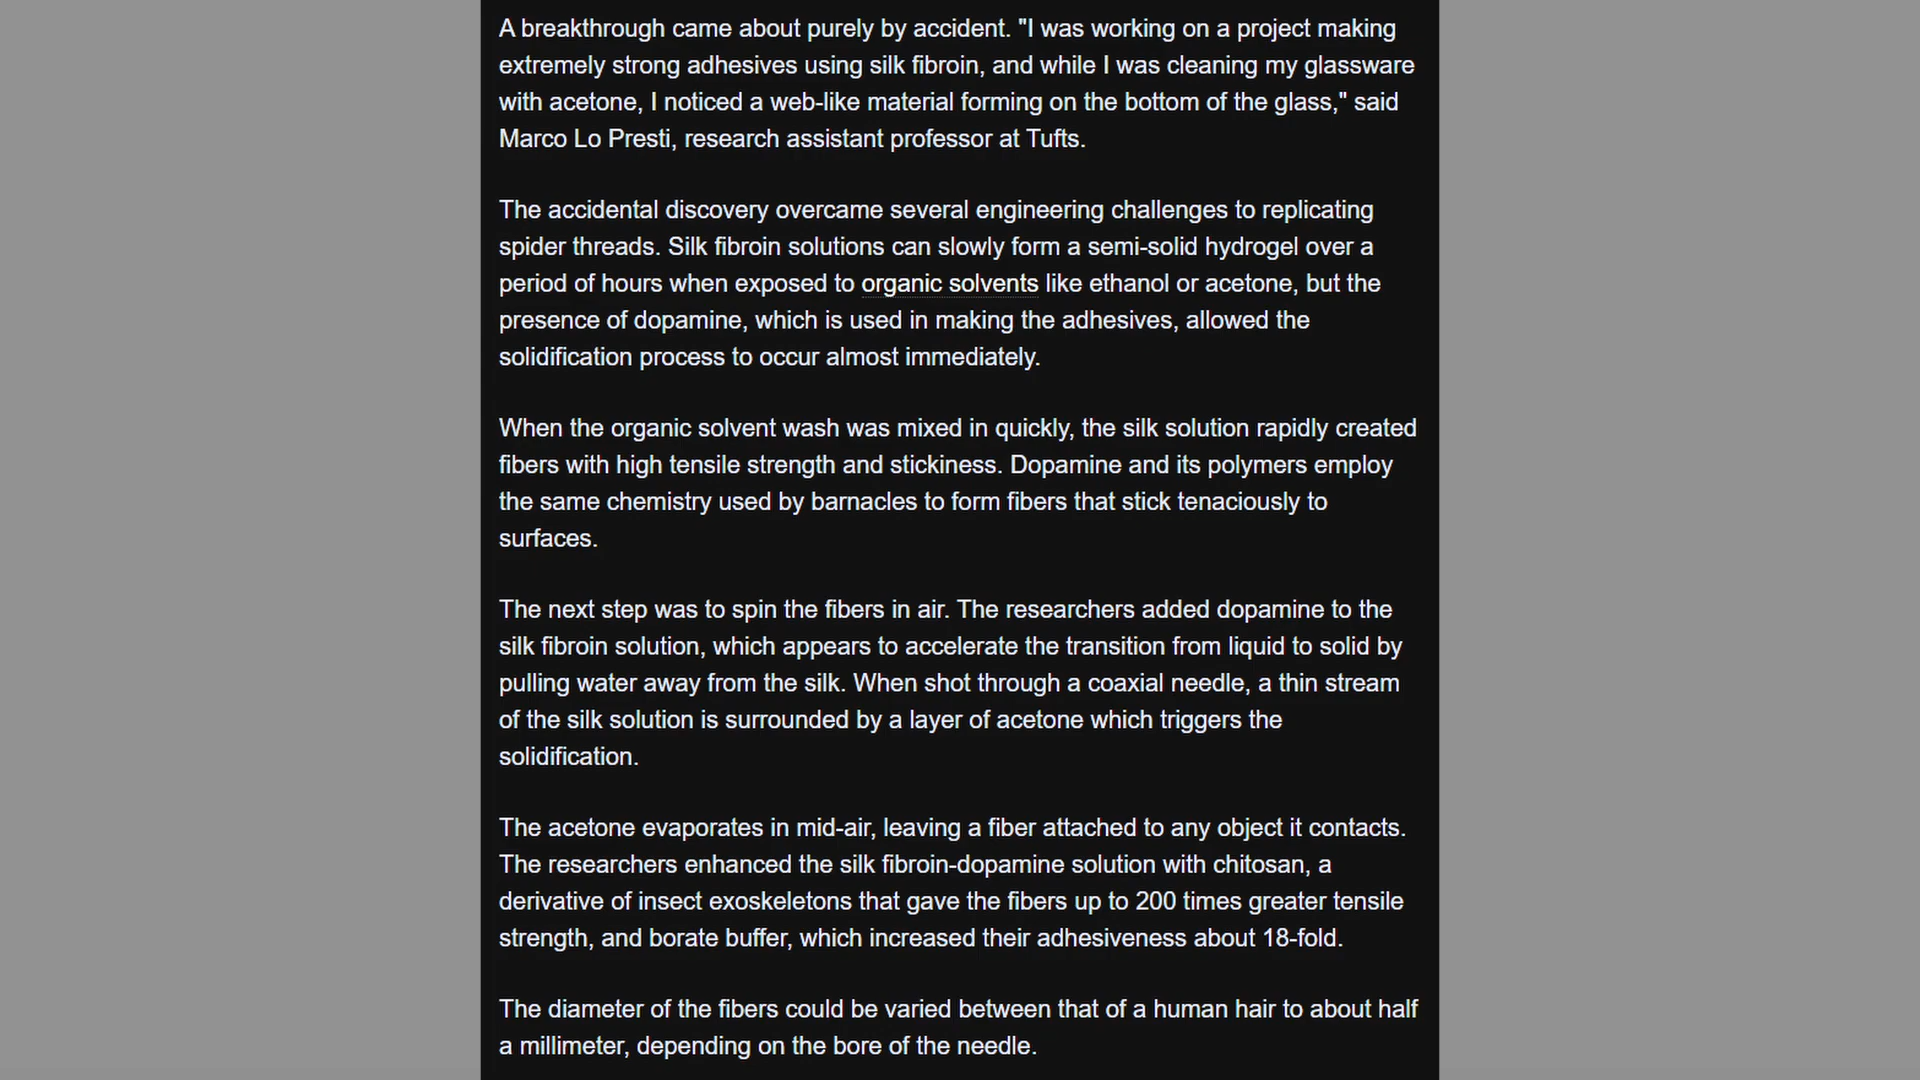 A breakthrough came about purely by accident. "I was working on a project making
extremely strong adhesives using silk fibroin, and while I was cleaning my glassware
with acetone, I noticed a web-like material forming on the bottom of the glass," said
Marco Lo Presti, research assistant professor at Tufts.
The accidental discovery overcame several engineering challenges to replicating
spider threads. Silk fibroin solutions can slowly form a semi-solid hydrogel over a
period of hours when exposed to organic solvents like ethanol or acetone, but the
presence of dopamine, which is used in making the adhesives, allowed the
solidification process to occur almost immediately.
When the organic solvent wash was mixed in quickly, the silk solution rapidly created
fibers with high tensile strength and stickiness. Dopamine and its polymers employ
the same chemistry used by barnacles to form fibers that stick tenaciously to
surfaces.
The next step was to spin the fibers in air. The researchers added dopamine to the
silk fibroin solution, which appears to accelerate the transition from liquid to solid by
pulling water away from the silk. When shot through a coaxial needle, a thin stream
of the silk solution is surrounded by a layer of acetone which triggers the
solidification.
The acetone evaporates in mid-air, leaving a fiber attached to any object it contacts.
The researchers enhanced the silk fibroin-dopamine solution with chitosan, a
derivative of insect exoskeletons that gave the fibers up to 200 times greater tensile
strength, and borate buffer, which increased their adhesiveness about 18-fold.
The diameter of the fibers could be varied between that of a human hair to about half
a millimeter, depending on the bore of the needle.